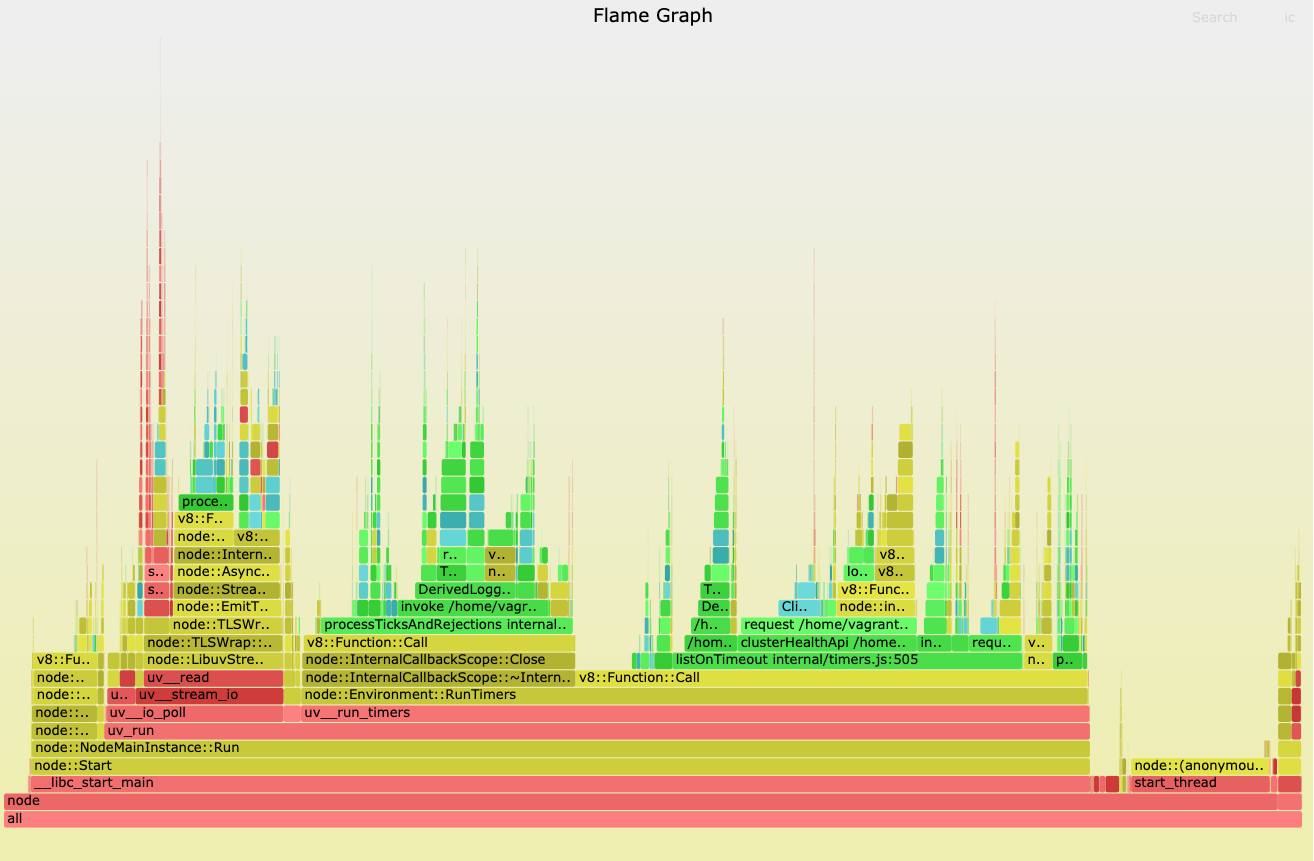 Flame Graph
Search ic
proce..
v8::F..
node:.. v8:..
node::Intern.. r.. v.. v8..
s.. node::Async.. T.. n.. lo.. v8..
s.. node::Strea.. DerivedLogg.. T.. v8::Func..
node::EmitT.. invoke /home/vagr.. De.. Cli.. node::in..
node::TLSWr.. processTicksAndRejections internal.. /h.. request /home/vagrant..
node::TLSWrap::.. v8::Function::Call /hom.. clusterHealthApi /home.. in.. requ.. v..
v8::Fu.. node::LibuvStre.. node::InternalCallbackScope::Close listOnTimeout internal/timers.js:505 n.. p..
node:.. uv__read node::InternalCallbackScope::~Intern.. v8::Function::Call
node::.. u.. uv__stream_io node::Environment::RunTimers
node::.. uv__io_poll uv__run_timers
node::.. uv_run
node::NodeMainInstance::Run
node::Start node::(anonymou..
__libc_start_main start_thread
node
all